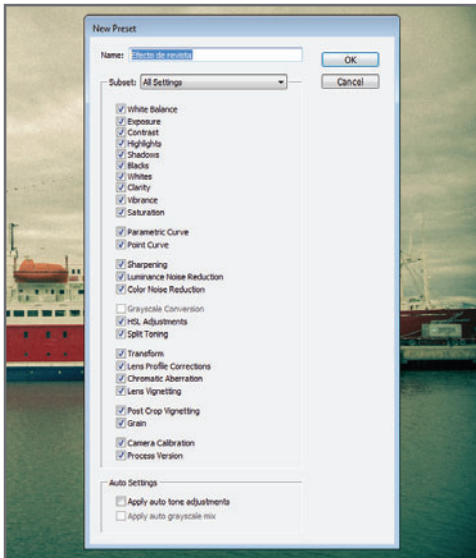 New Preset
Name: Efecto de revista
OK
Subset: All Settings
Cancel
White Balance
Exposure
Contrast
Highlights
Shadows
Blacks
Whites
Clarity
Vibrance
Saturation
Parametric Curve
Point Curve
Sharpening
Luminance Noise Reduction
Color Noise Reduction
Grayscale Conversion
HSL Adjustments
Split Toning
Transform
Lens Profile Corrections
Chromatic Aberration
Lens Vignetting
Post Crop Vignetting
Grain
Camera Calibration
Process Version
Auto Settings
Apply auto tone adjustments
Apply auto grayscale mix